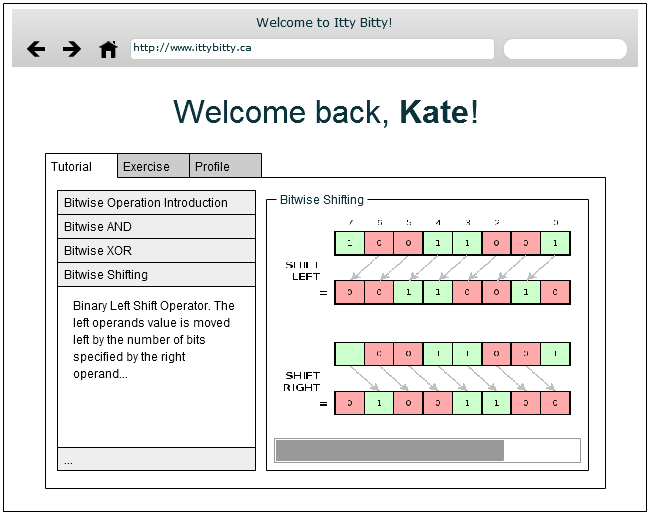 Welcome to Itty Bitty!
http://www.ittybitty.ca
Welcome back, Kate!
Tutorial Exercise Profile
Bitwise Operation Introduction
Bitwise AND
Bitwise XOR
Bitwise Shifting
Binary Left Shift Operator. The
left operands value is moved
left by the number of bits
specified by the right
operand...
...
Bitwise Shifting
7 6 5 4 3 2 0
1 0 0 1 1 0 0 1
SHIFT
LEFT
= 0 0 1 1 0 0 1 0
0 0 1 1 0 0 1
SHIFT
RIGHT
= 0 1 0 0 1 1 0 0